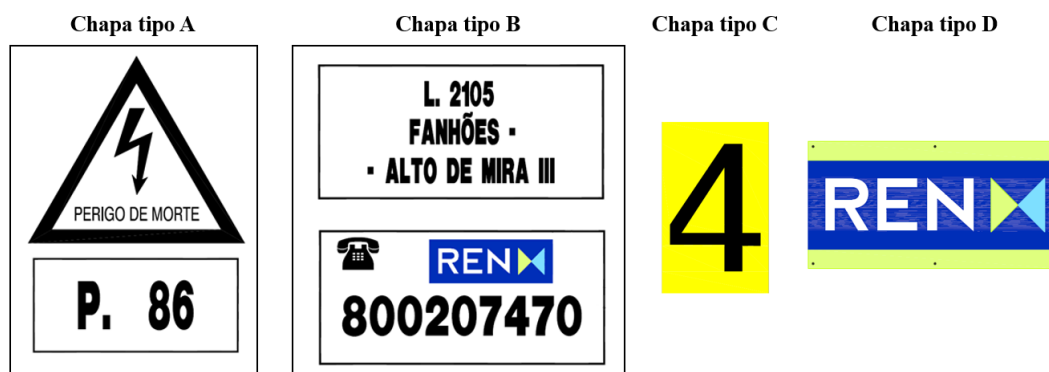 Chapa tipo A
Chapa tipo B
Chapa tipo C
Chapa tipo D
PERIGO DE MORTE
P. 86
L. 2105
FANHÕES -
- ALTO DE MIRA III
REN
800207470
4
REN